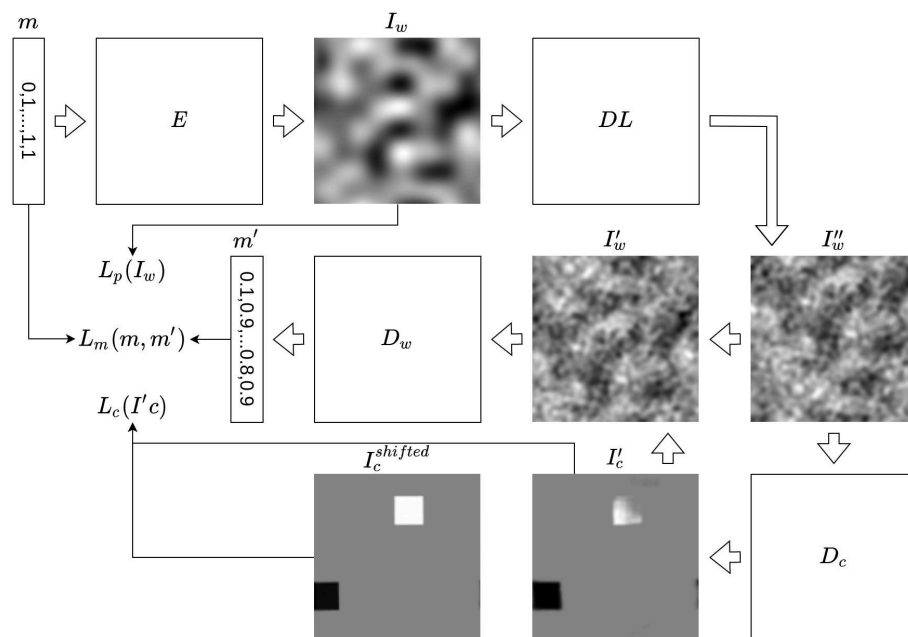 m
I_w
0,1,...,1,1
E
DL
m'
I'_w
I''_w
L_p(I_w)
0.1,0.9,...0.8,0.9
D_w
L_m(m, m')
L_c(I'c)
I_c^{shifted}
I'_c
D_c